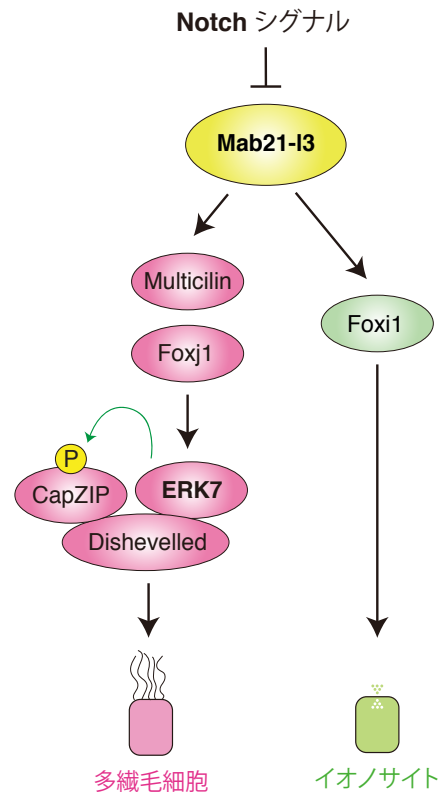 Notch シグナル
Mab21-l3
Multicilin
Foxi1
Foxj1
P
CapZIP
ERK7
Dishevelled
多繊毛細胞
イオノサイト